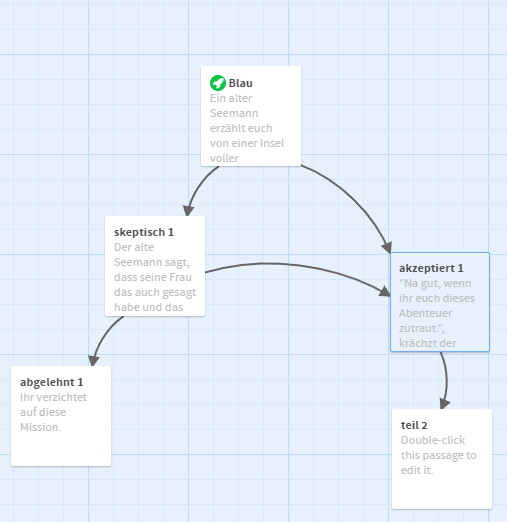 Blau
Ein alter
Seemann
erzählt euch
von einer Insel
voller
skeptisch 1
Der alte
Seemann sagt,
dass seine Frau
das auch gesagt
habe und das
akzeptiert 1
"Na gut, wenn
ihr euch dieses
Abenteuer
zutraut.",
krächzt der
abgelehnt 1
Ihr verzichtet
auf diese
Mission.
teil 2
Double-click
this passage to
edit it.